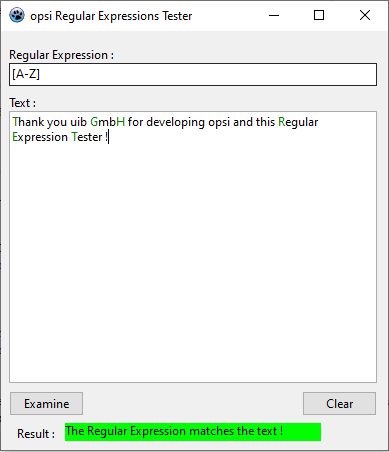 opsi Regular Expressions Tester
Regular Expression :
[A-Z]
Text :
Thank you uib GmbH for developing opsi and this Regular
Expression Tester !
Examine
Clear
Result :
The Regular Expression matches the text !